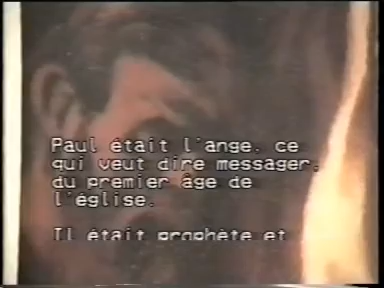 Paul était l'ange, ce
qui veut dire messager,
du premier âge de
l'église.
Il était prophète et